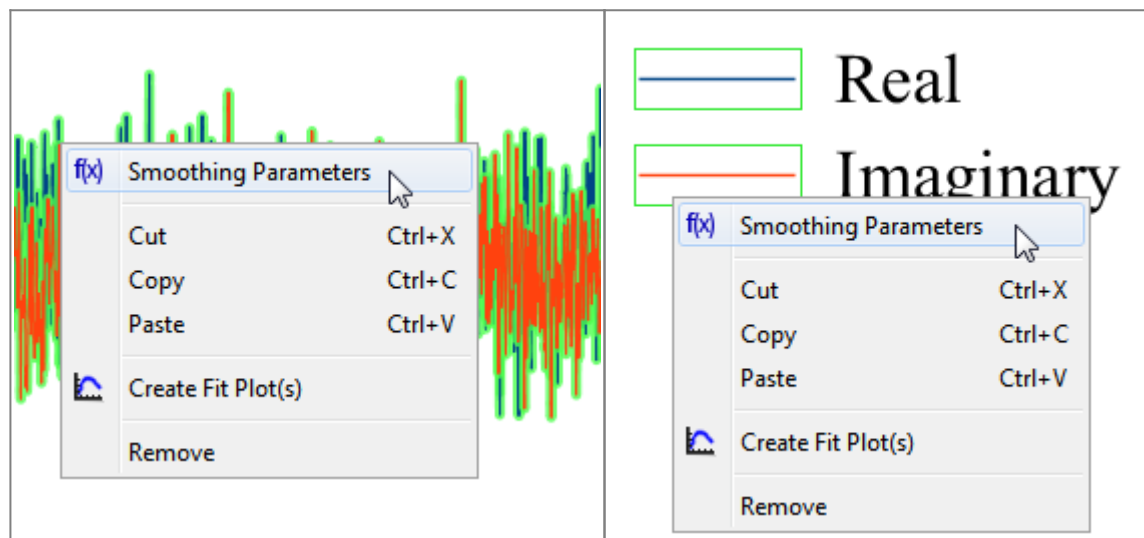 f(x) Smoothing Parameters
Cut Ctrl+X
Copy Ctrl+C
Paste Ctrl+V
Create Fit Plot(s)
Remove
Real
Imaginary
f(x) Smoothing Parameters
Cut Ctrl+X
Copy Ctrl+C
Paste Ctrl+V
Create Fit Plot(s)
Remove